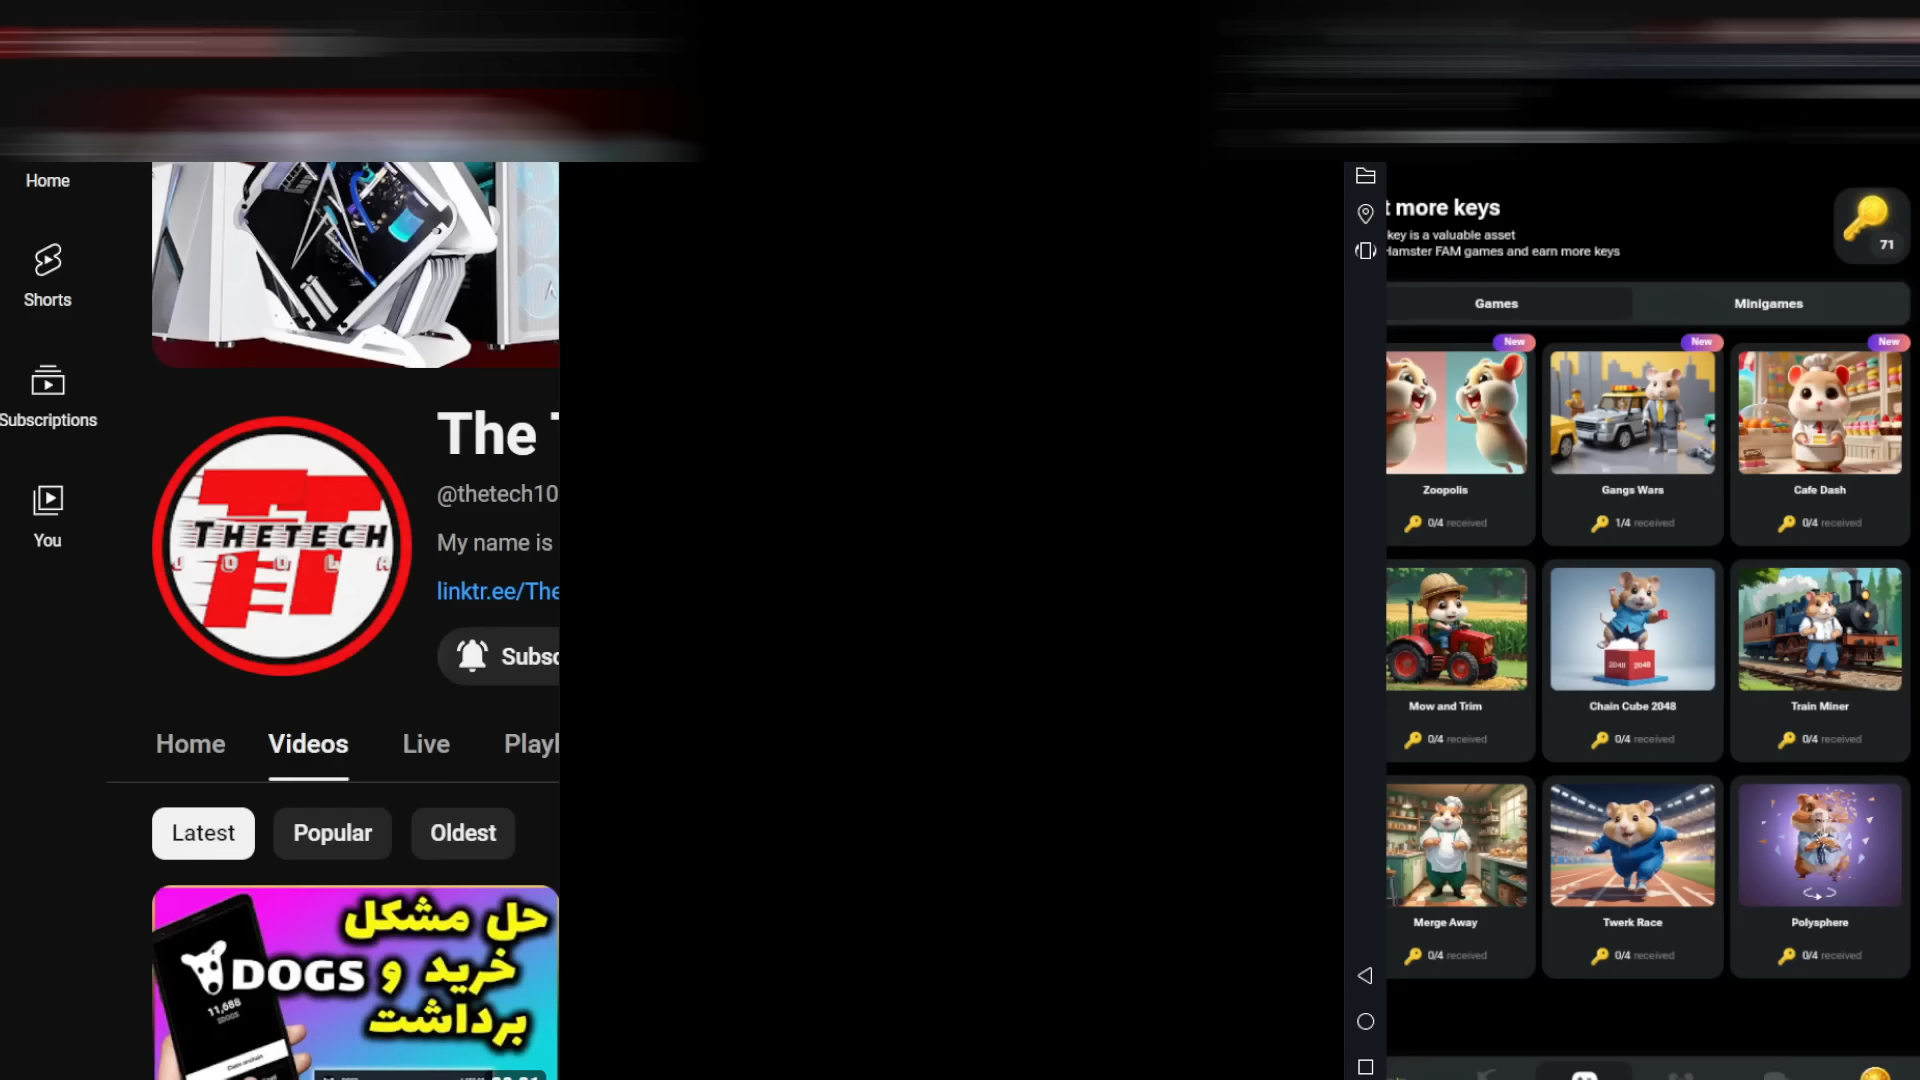 Home
Shorts
Subscriptions
You
THETECH
The
@thetech10
My name is
linktr.ee/The
Subsc
Home
Videos
Live
Playl
Latest
Popular
Oldest
حل مشکل
خرید و DOGS
برداشت
11,688
t more keys
key is a valuable asset
Hamster FAM games and earn more keys
71
Games
Minigames
New
New
New
Zoopolis
Gangs Wars
Cafe Dash
0/4 received
1/4 received
0/4 received
2048 2048
Mow and Trim
Chain Cube 2048
Train Miner
0/4 received
0/4 received
0/4 received
Merge Away
Twerk Race
Polysphere
0/4 received
0/4 received
0/4 received